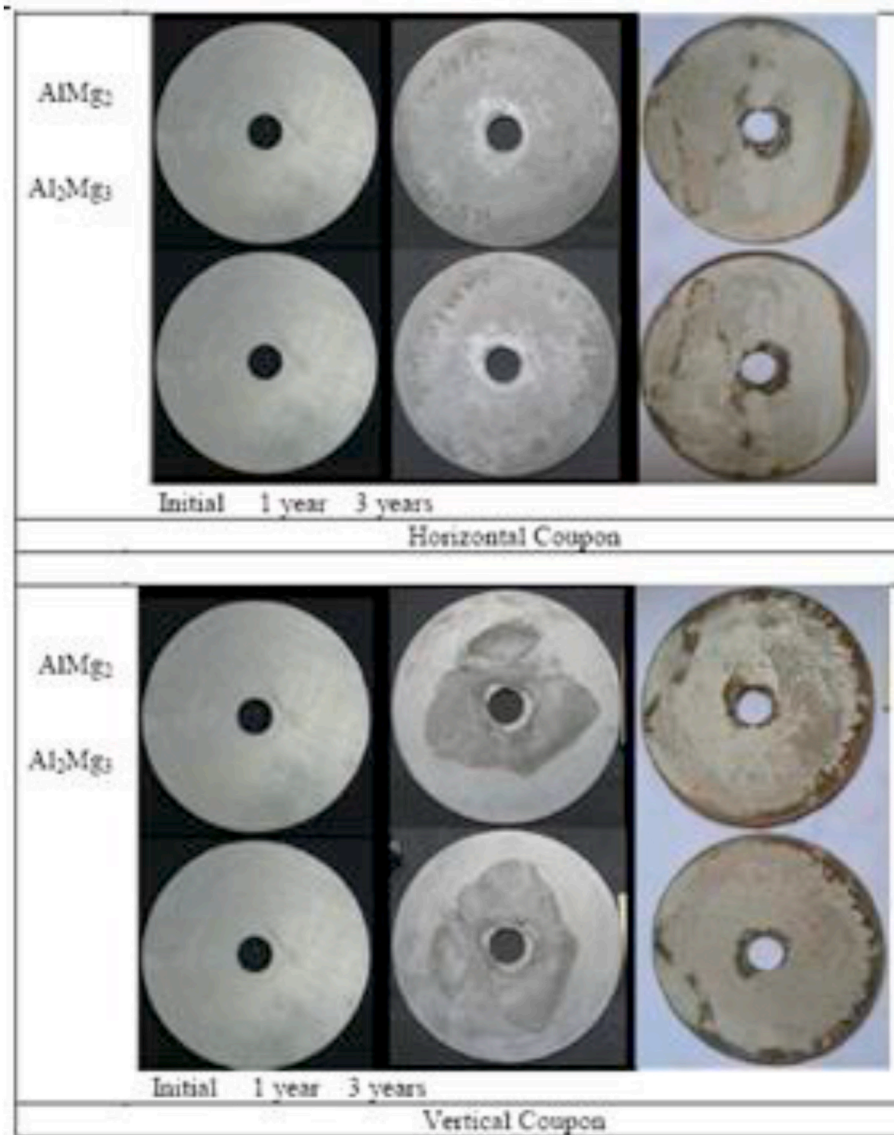 AlMg₂
Al₂Mg₃
Initial 1 year 3 years
Horizontal Coupon
AlMg₂
Al₂Mg₃
Initial 1 year 3 years
Vertical Coupon